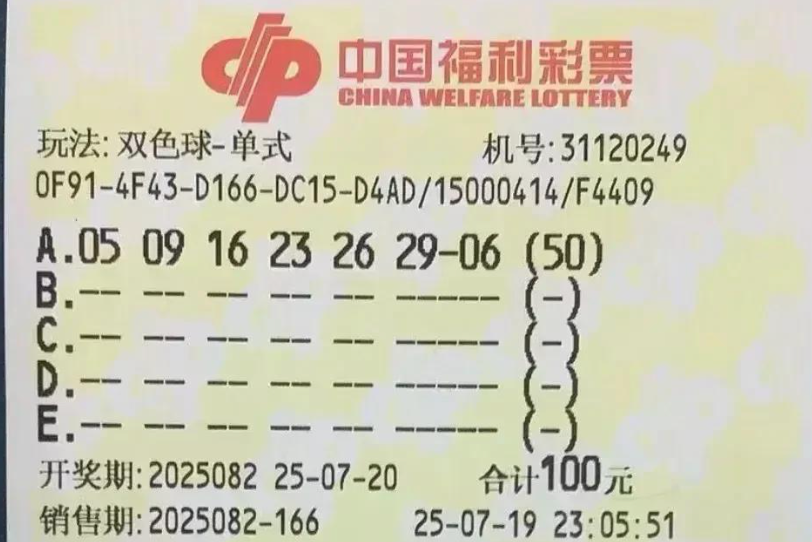 中国福利彩票
CHINA WELFARE LOTTERY
玩法: 双色球-单式 机号:31120249
0F91-4F43-D166-DC15-D4AD/15000414/F4409
A.05 09 16 23 26 29-06 (50)
B.-- -- -- -- -- ----- (-)
C.-- -- -- -- -- ----- (-)
D.-- -- -- -- -- ----- (-)
E.-- -- -- -- -- ----- (-)
开奖期:2025082 25-07-20 合计100元
销售期:2025082-166 25-07-19 23:05:51